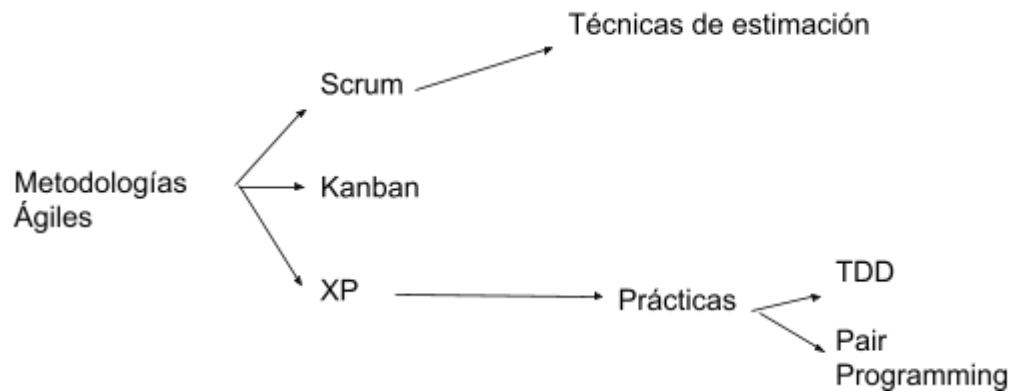 Técnicas de estimación
Scrum
Metodologías
Ágiles
Kanban
XP
Prácticas
TDD
Pair
Programming